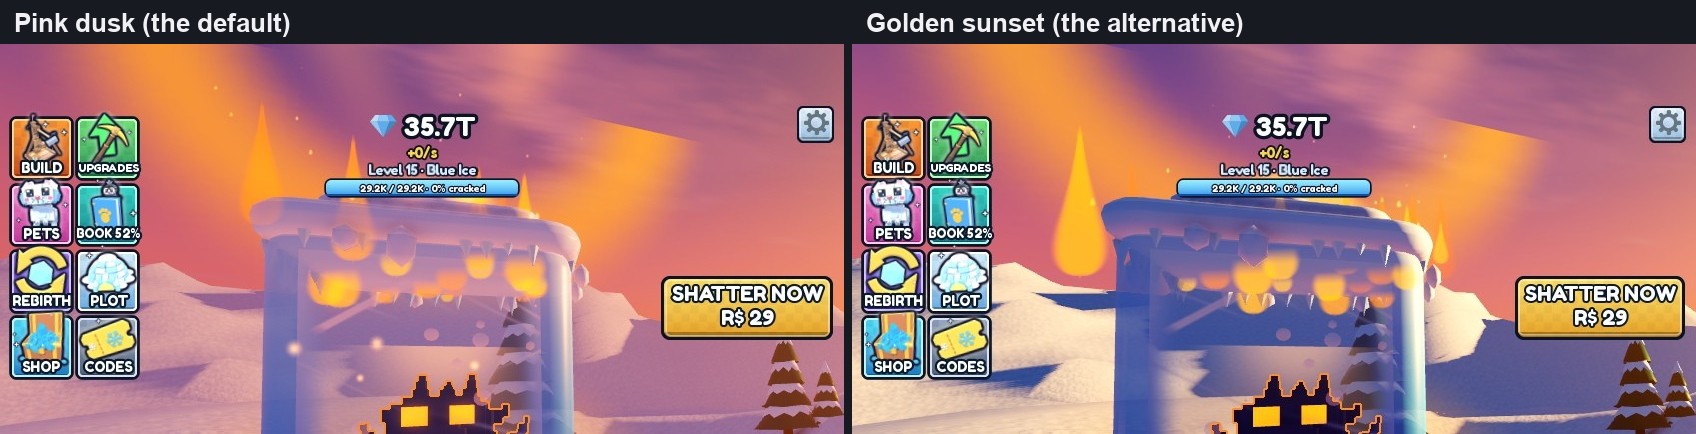 Pink dusk (the default)
BUILD
UPGRADES
PETS
BOOK 52%
REBIRTH
PLOT
SHOP
CODES
35.7T
+0/s
Level 15 · Blue Ice
29.2K / 29.2K · 0% cracked
SHATTER NOW
R$ 29
Golden sunset (the alternative)
BUILD
UPGRADES
PETS
BOOK 52%
REBIRTH
PLOT
SHOP
CODES
35.7T
+0/s
Level 15 · Blue Ice
29.2K / 29.2K · 0% cracked
SHATTER NOW
R$ 29